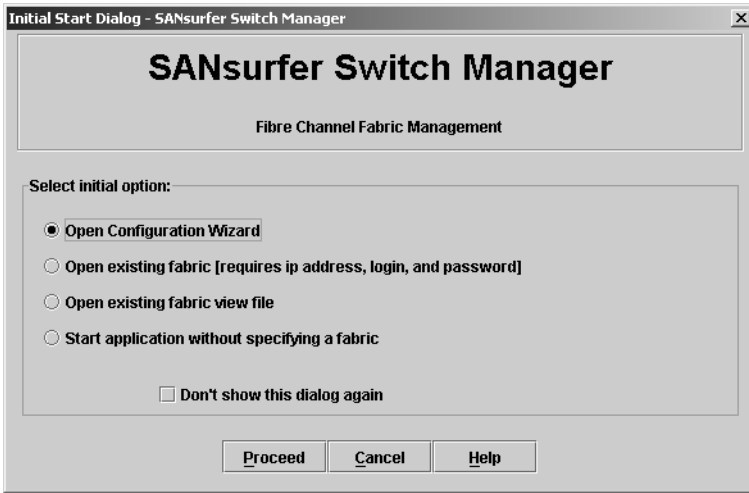 Initial Start Dialog - SANsurfer Switch Manager
SANsurfer Switch Manager
Fibre Channel Fabric Management
Select initial option:
Open Configuration Wizard
Open existing fabric [requires ip address, login, and password]
Open existing fabric view file
Start application without specifying a fabric
Don't show this dialog again
Proceed Cancel Help